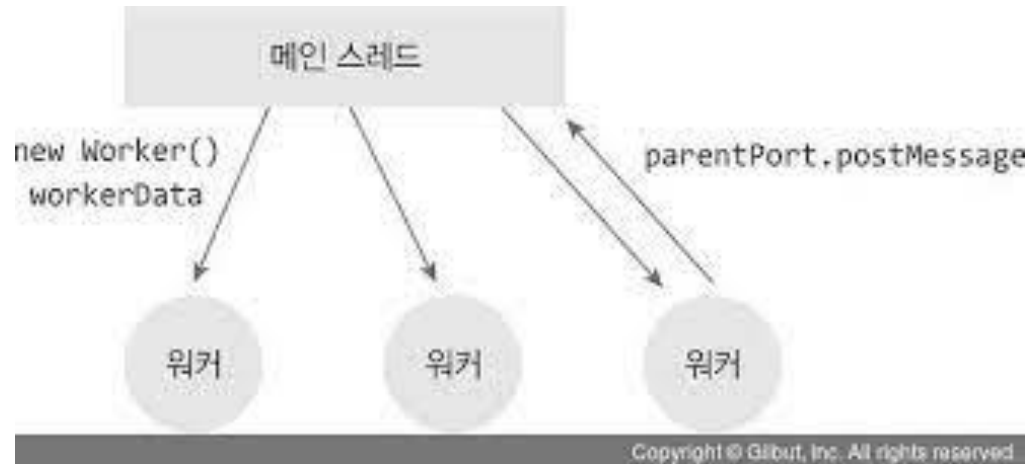 메인 스레드
new Worker()
workerData
parentPort.postMessage
워커
워커
워커
Copyright © Gilbut, Inc. All rights reserved.